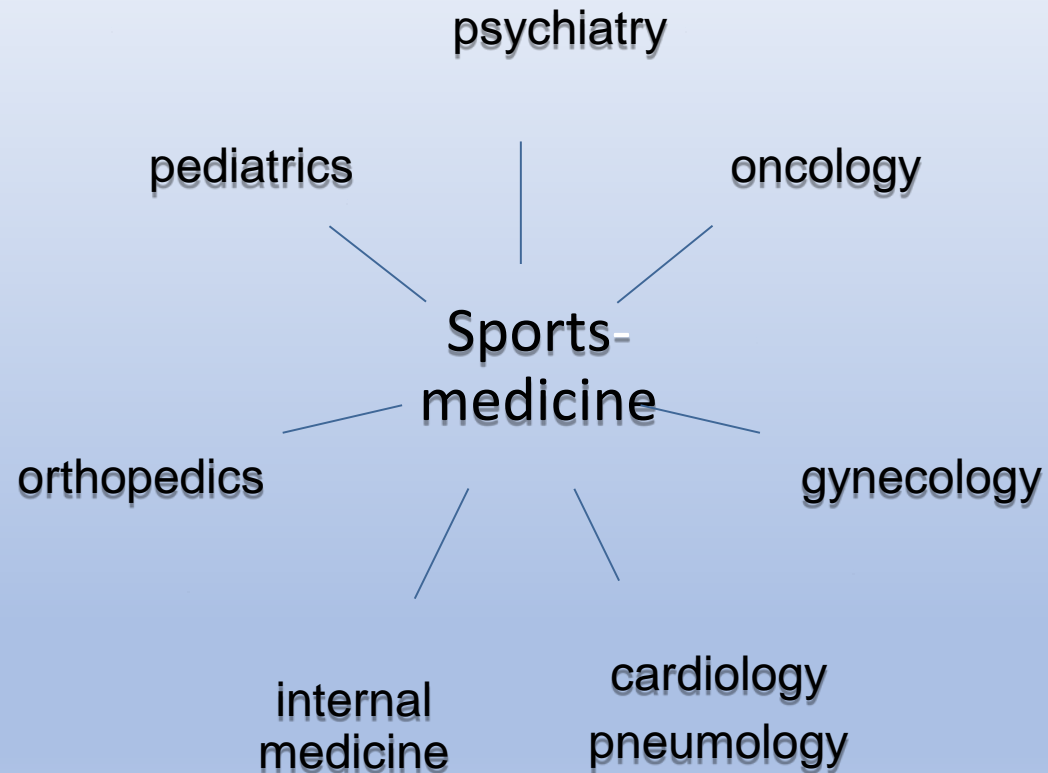 psychiatry
pediatrics
oncology
Sports-
medicine
orthopedics
gynecology
internal
medicine
cardiology
pneumology